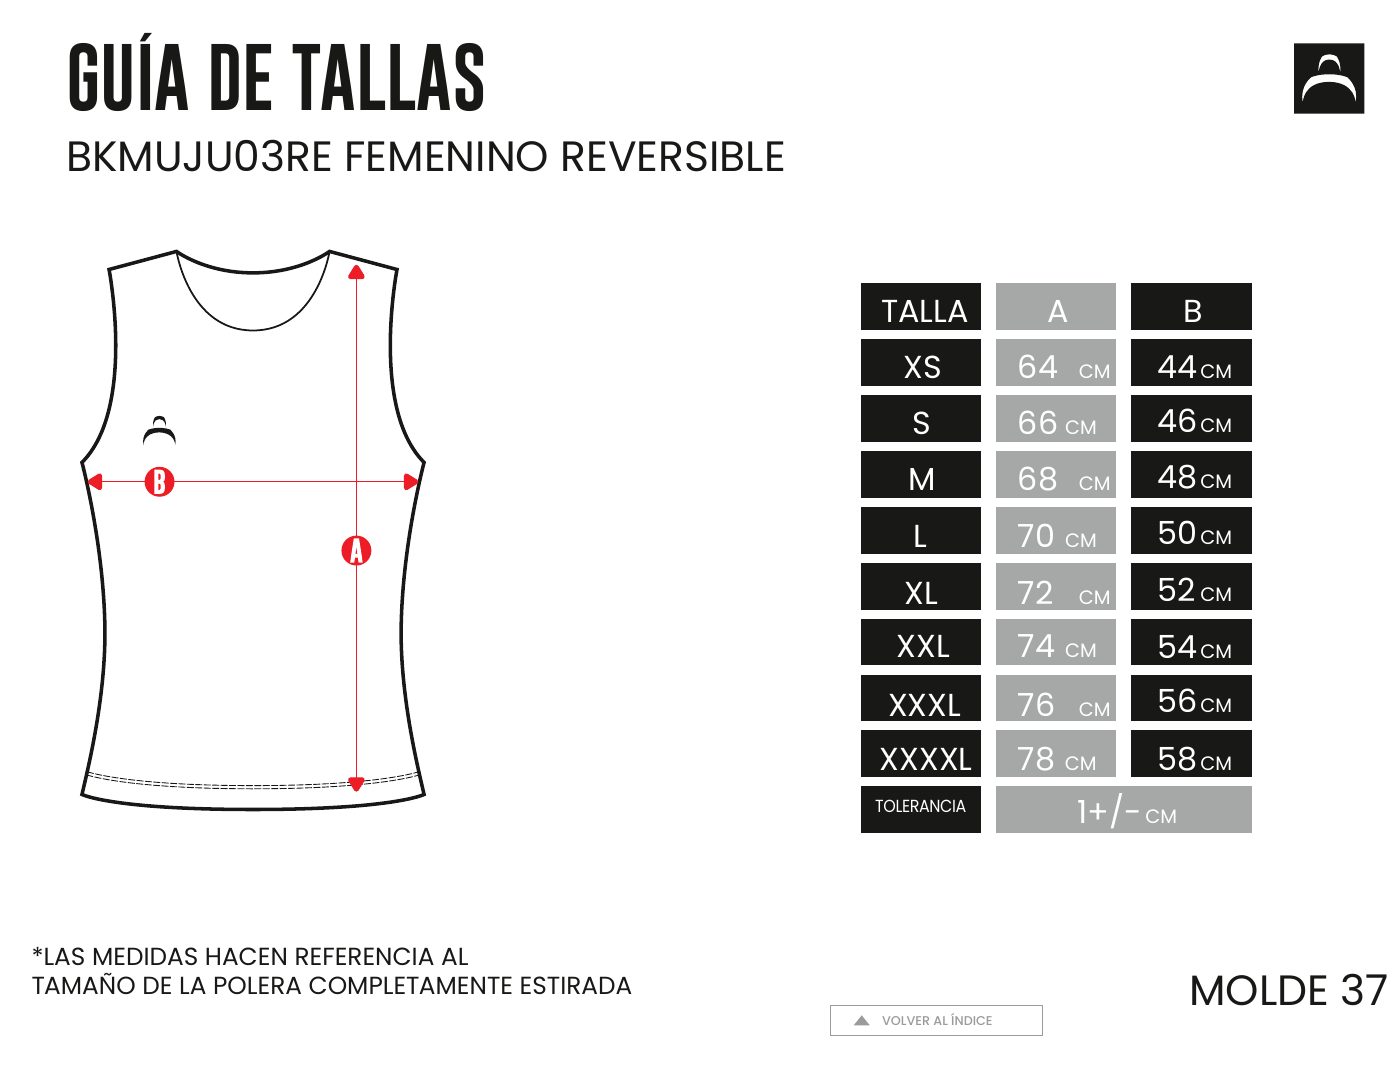 GUÍA DE TALLAS
BKMUJU03RE FEMENINO REVERSIBLE
B
A
TALLA A B
XS 64 CM 44 CM
S 66 CM 46 CM
M 68 CM 48 CM
L 70 CM 50 CM
XL 72 CM 52 CM
XXL 74 CM 54 CM
XXXL 76 CM 56 CM
XXXXL 78 CM 58 CM
TOLERANCIA 1+/- CM
*LAS MEDIDAS HACEN REFERENCIA AL
TAMAÑO DE LA POLERA COMPLETAMENTE ESTIRADA
MOLDE 37
VOLVER AL ÍNDICE